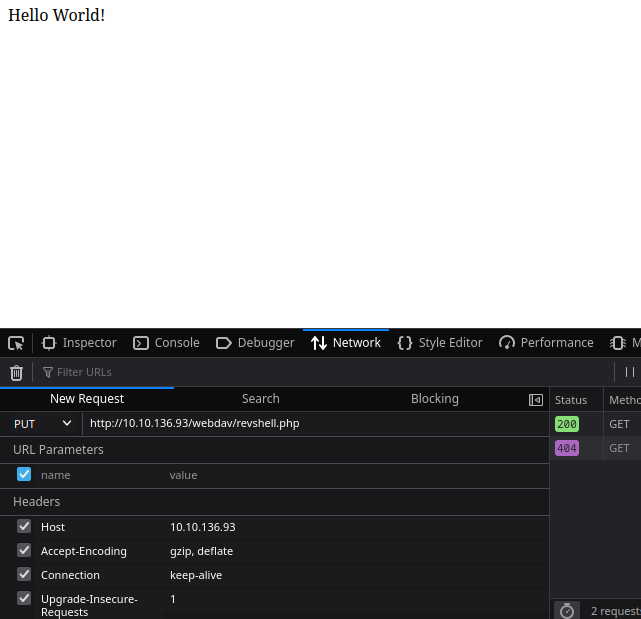 Hello World!
Inspector Console Debugger Network Style Editor Performance M
Filter URLs
New Request Search Blocking Status Metho
PUT http://10.10.136.93/webdav/revshell.php 200 GET
URL Parameters 404 GET
name value
Headers
Host 10.10.136.93
Accept-Encoding gzip, deflate
Connection keep-alive
Upgrade-Insecure- 1
Requests 2 requests